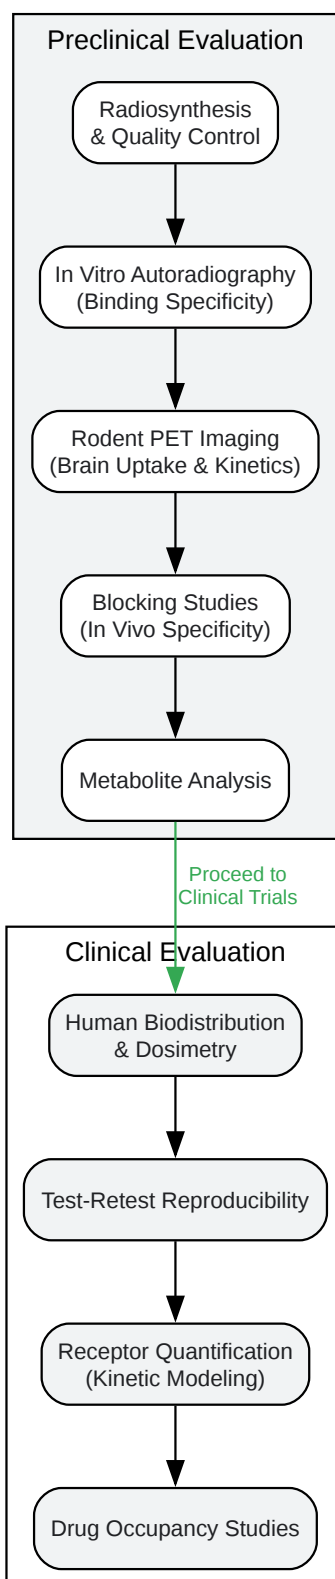 Preclinical Evaluation
Radiosynthesis
& Quality Control
In Vitro Autoradiography
(Binding Specificity)
Rodent PET Imaging
(Brain Uptake & Kinetics)
Blocking Studies
(In Vivo Specificity)
Metabolite Analysis
Proceed to
Clinical Trials
Clinical Evaluation
Human Biodistribution
& Dosimetry
Test-Retest Reproducibility
Receptor Quantification
(Kinetic Modeling)
Drug Occupancy Studies